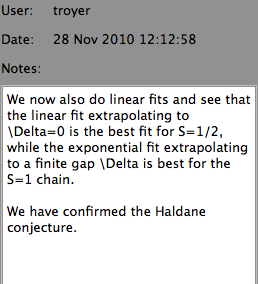 User: troyer
Date: 28 Nov 2010 12:12:58
Notes:
We now also do linear fits and see that
the linear fit extrapolating to
\Delta=0 is the best fit for S=1/2,
while the exponential fit extrapolating
to a finite gap \Delta is best for the
S=1 chain.

We have confirmed the Haldane
conjecture.